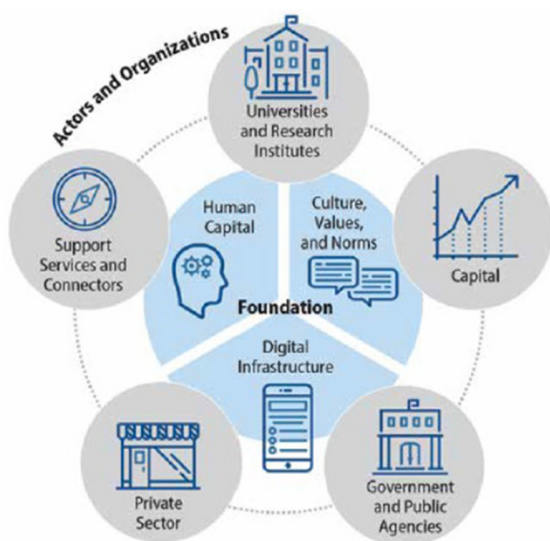 Actors and Organizations
Universities
and Research
Institutes
Support
Services and
Connectors
Human
Capital
Culture,
Values,
and Norms
Capital
Foundation
Digital
Infrastructure
Private
Sector
Government
and Public
Agencies